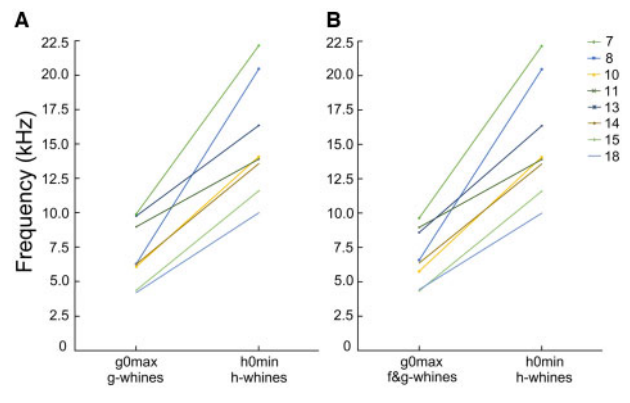 A
B
Frequency (kHz)
22.5
20.0
17.5
15.0
12.5
10.0
7.5
5.0
2.5
0
g0max
g-whines
h0min
h-whines
22.5
20.0
17.5
15.0
12.5
10.0
7.5
5.0
2.5
0
g0max
f&g-whines
h0min
h-whines
7
8
10
11
13
14
15
18